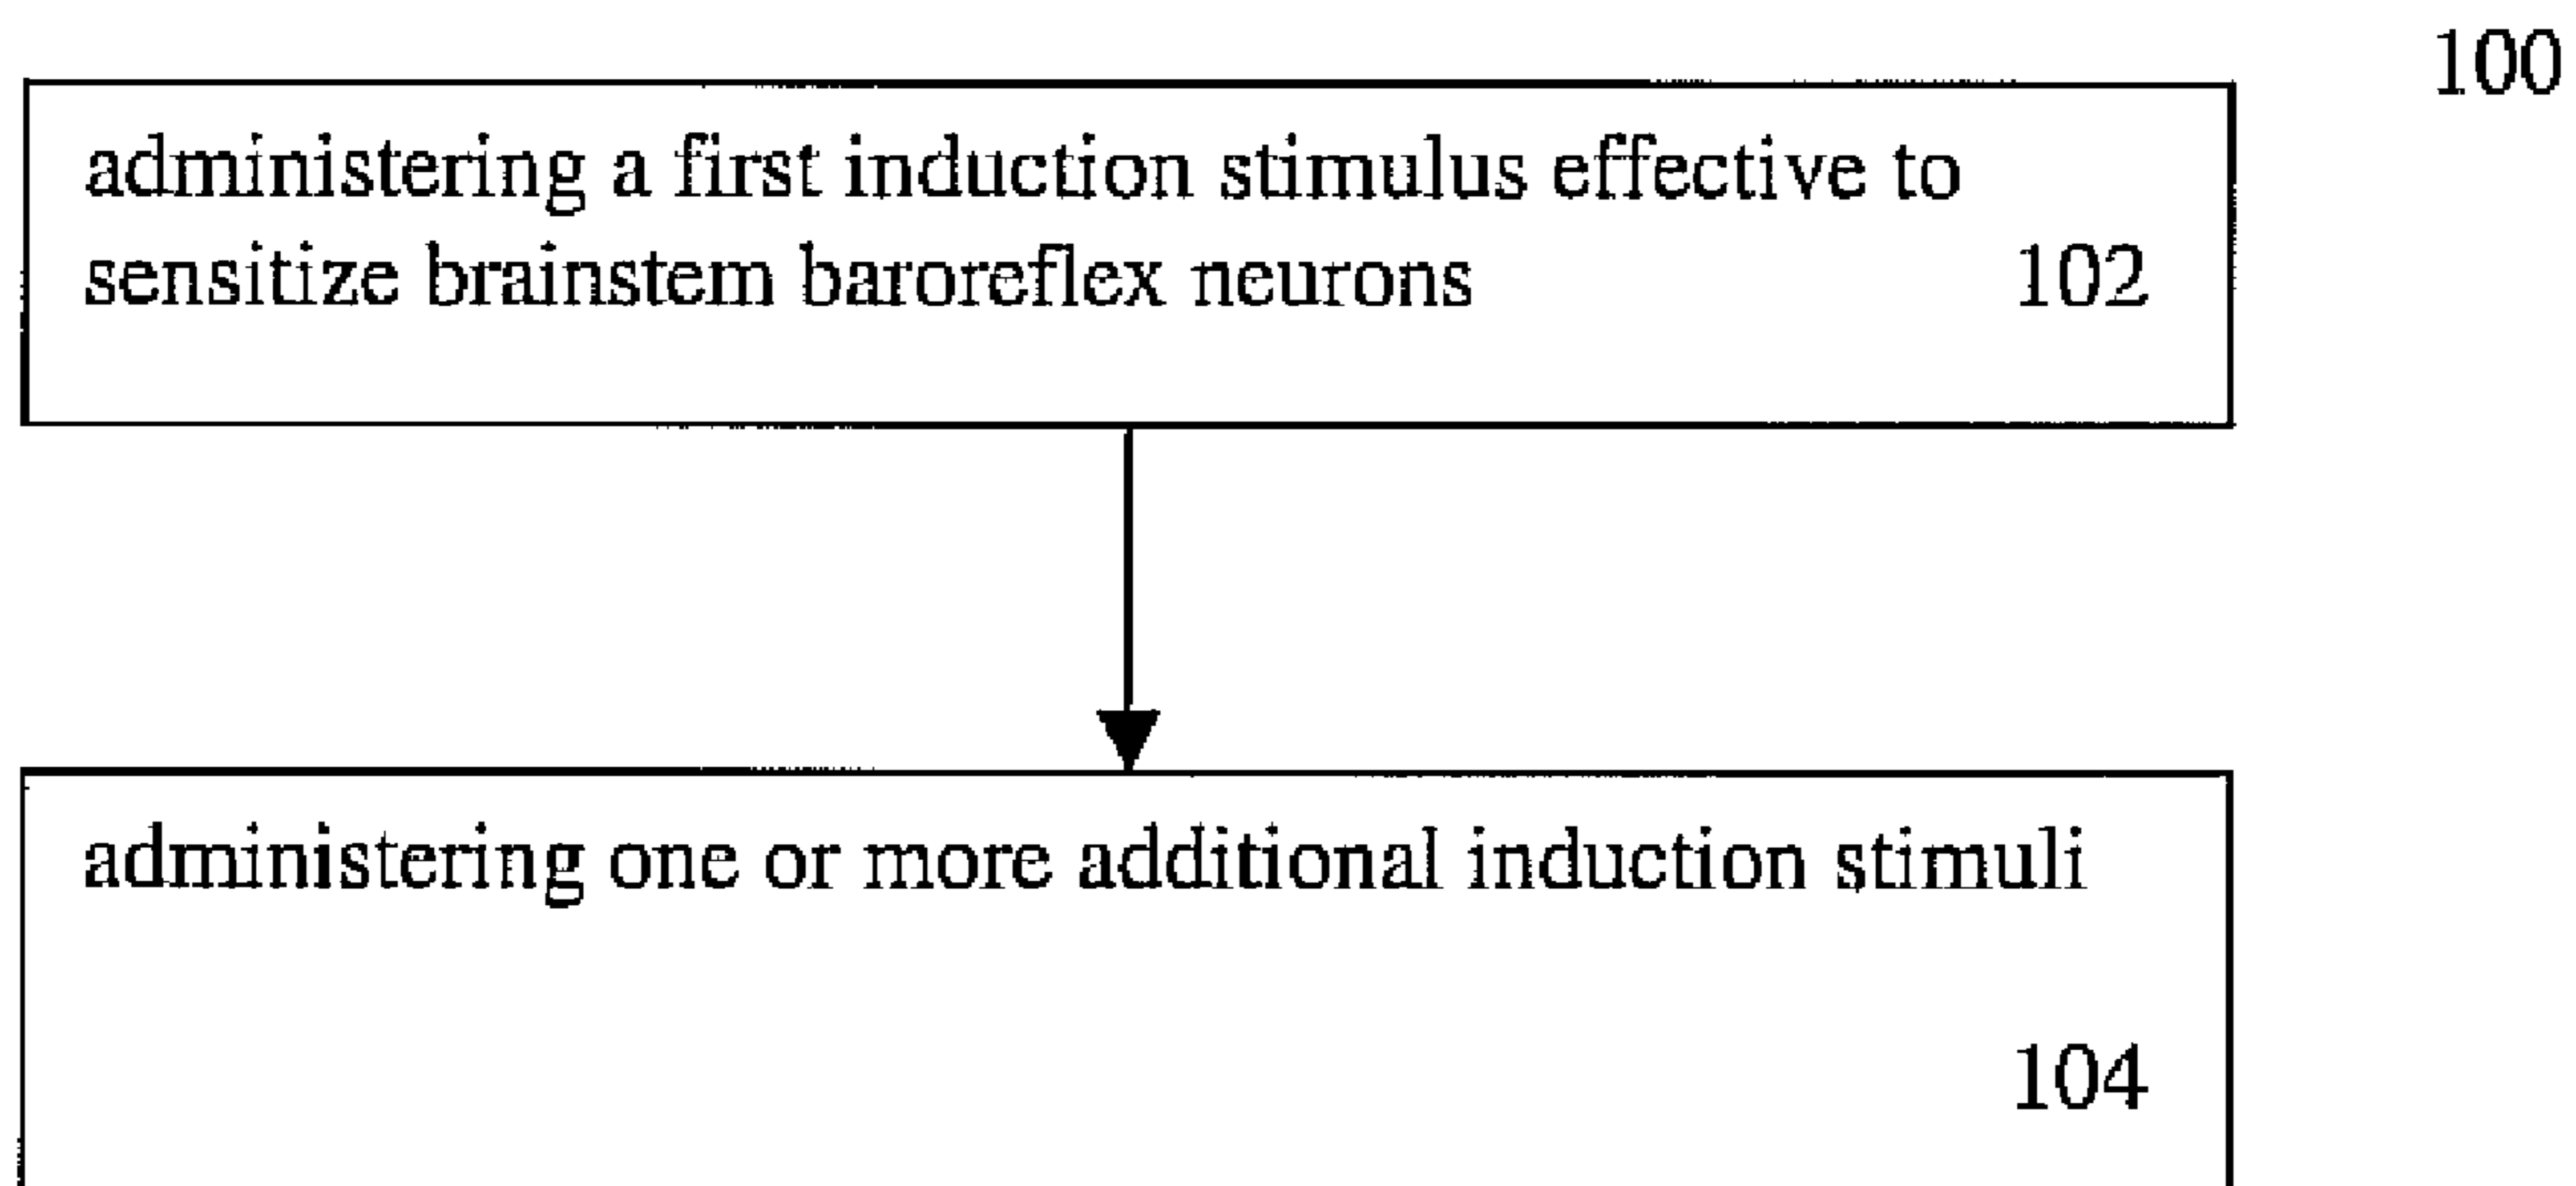 100
administering a first induction stimulus effective to
sensitize brainstem baroreflex neurons 102
administering one or more additional induction stimuli
104